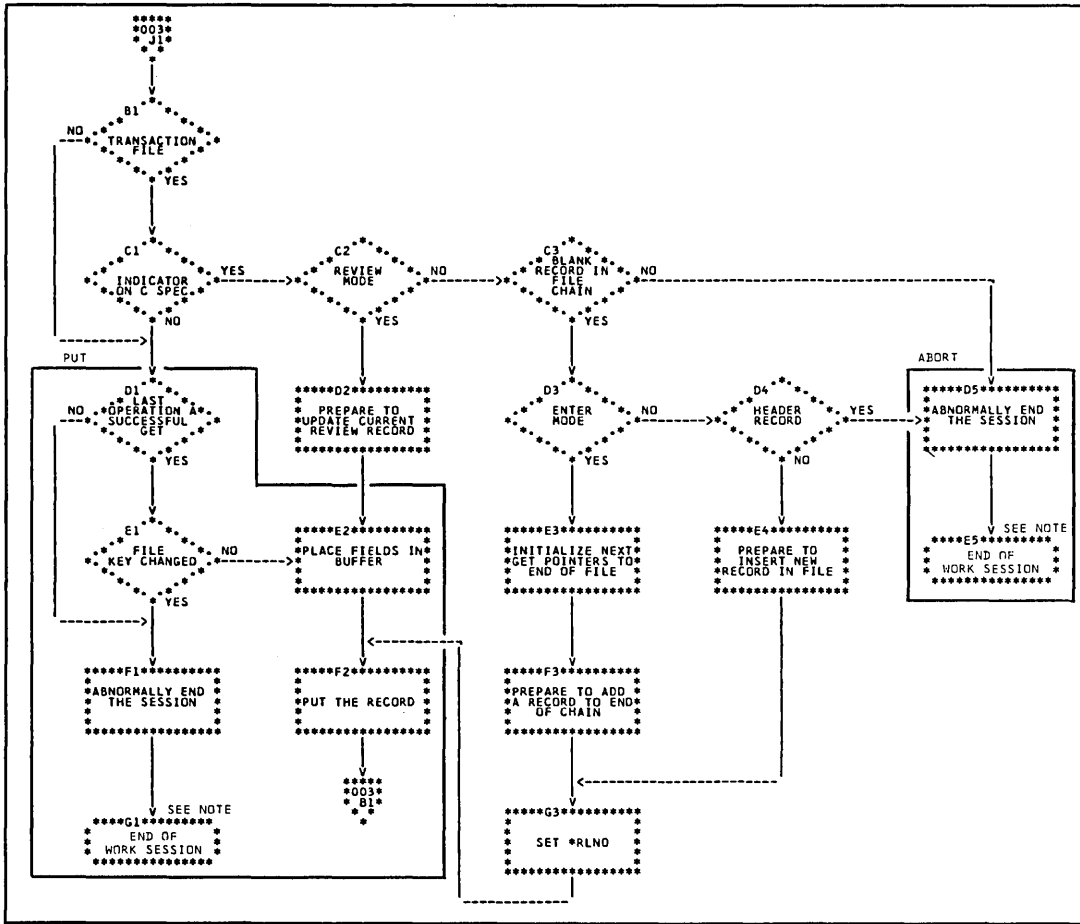 003
J1
B1
NO
TRANSACTION
FILE
YES
C1
INDICATOR
ON C SPEC
YES
NO
C2
REVIEW
MODE
NO
YES
C3
BLANK
RECORD IN
FILE
CHAIN
NO
YES
PUT
D1
LAST
OPERATION A
SUCCESSFUL
GET
NO
YES
D2
PREPARE TO
UPDATE CURRENT
REVIEW RECORD
D3
ENTER
MODE
NO
YES
D4
HEADER
RECORD
YES
NO
ABORT
D5
ABNORMALLY END
THE SESSION
E1
FILE
KEY CHANGED
NO
YES
E2
PLACE FIELDS IN
BUFFER
E3
INITIALIZE NEXT
GET POINTERS TO
END OF FILE
E4
PREPARE TO
INSERT NEW
RECORD IN FILE
SEE NOTE
E5
END OF
WORK SESSION
F1
ABNORMALLY END
THE SESSION
F2
PUT THE RECORD
F3
PREPARE TO ADD
A RECORD TO END
OF CHAIN
SEE NOTE
G1
END OF
WORK SESSION
003
B1
G3
SET *RLNO